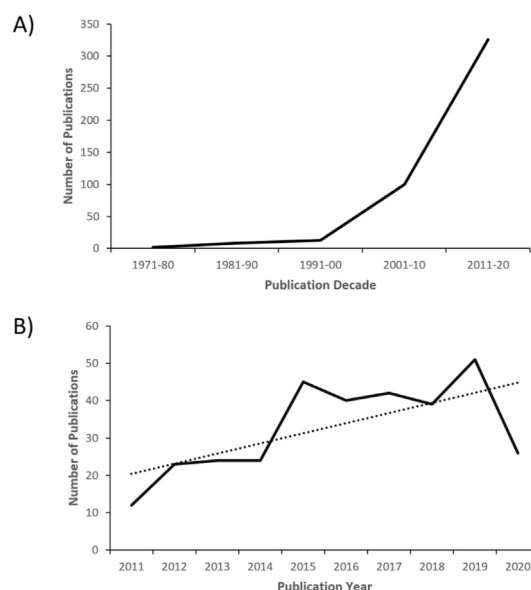 A)
350
300
250
200
150
100
50
0
Number of Publications
1971-80 1981-90 1991-00 2001-10 2011-20
Publication Decade
B)
60
50
40
30
20
10
0
Number of Publications
2011 2012 2013 2014 2015 2016 2017 2018 2019 2020
Publication Year